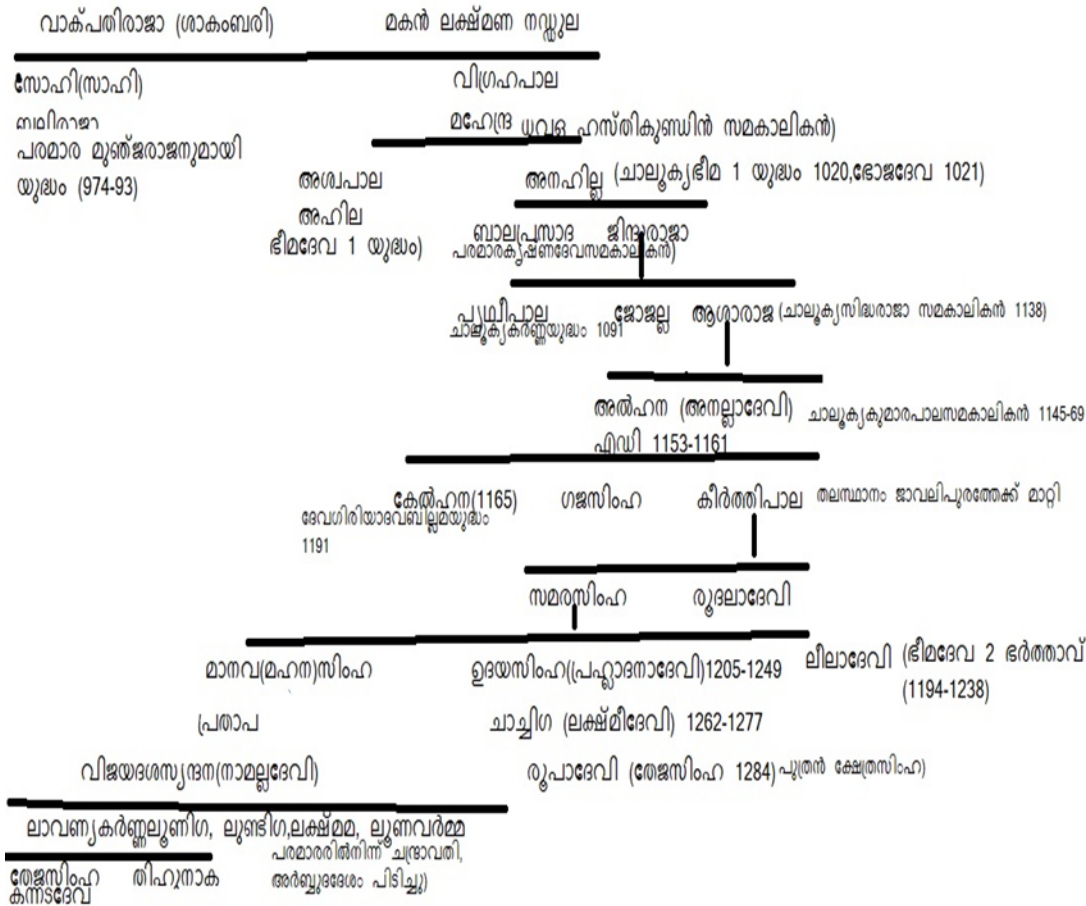 വാക്പതിരാജാ (ശാകംബരി) മകൻ ലക്ഷ്മണ നഡ്ഡുല
സോഹി(സാഹി) വിഗ്രഹപാല
ബലിരാജാ മഹേന്ദ്ര ധവള ഹസ്തികുണ്ഡിൻ സമകാലികൻ)
പരമാര മുഞ്ജരാജനുമായി
യുദ്ധം (974-93)
അശ്വപാല അനഹില്ല (ചാലൂക്യഭീമ 1 യുദ്ധം 1020,ഭോജദേവ 1021)
അഹില
ഭീമദേവ 1 യുദ്ധം) ബാലപ്രസാദ ജിന്ദുരാജാ
പരമാരകൃഷ്ണദേവസമകാലികൻ)
പൃഥ്വീപാല ജോജല്ല ആശാരാജ (ചാലൂക്യസിദ്ധരാജാ സമകാലികൻ 1138)
ചാലൂക്യകർണ്ണയുദ്ധം 1091
അൽഹന (അനല്ലാദേവി) ചാലൂക്യകുമാരപാലസമകാലികൻ 1145-69
എഡി 1153-1161
കേൽഹന(1165) ഗജസിംഹ കീർത്തിപാല തലസ്ഥാനം ജാവലിപുരത്തേക്ക് മാറ്റി
ദേവഗിരിയാദവബില്ലമയുദ്ധം
1191
സമരസിംഹ രൂദലാദേവി
മാനവ(മഹന)സിംഹ ഉദയസിംഹ(പ്രഹ്ലാദനാദേവി)1205-1249 ലീലാദേവി (ഭീമദേവ 2 ഭർത്താവ്
(1194-1238)
പ്രതാപ ചാച്ചിഗ (ലക്ഷ്മീദേവി) 1262-1277
വിജയദശസ്യന്ദന(നാമല്ലദേവി) രൂപാദേവി (തേജസിംഹ 1284) പുത്രൻ ക്ഷേത്രസിംഹ)
ലാവണ്യകർണ്ണലൂണിഗ, ലുണ്ടിഗ,ലക്ഷ്മമ, ലൂണവർമ്മ
പരമാരരിൽനിന്ന് ചന്ദ്രാവതി,
തേജസിംഹ തിഹുനാക അർബ്ബുദദേശം പിടിച്ചു)
കന്നടദേവ